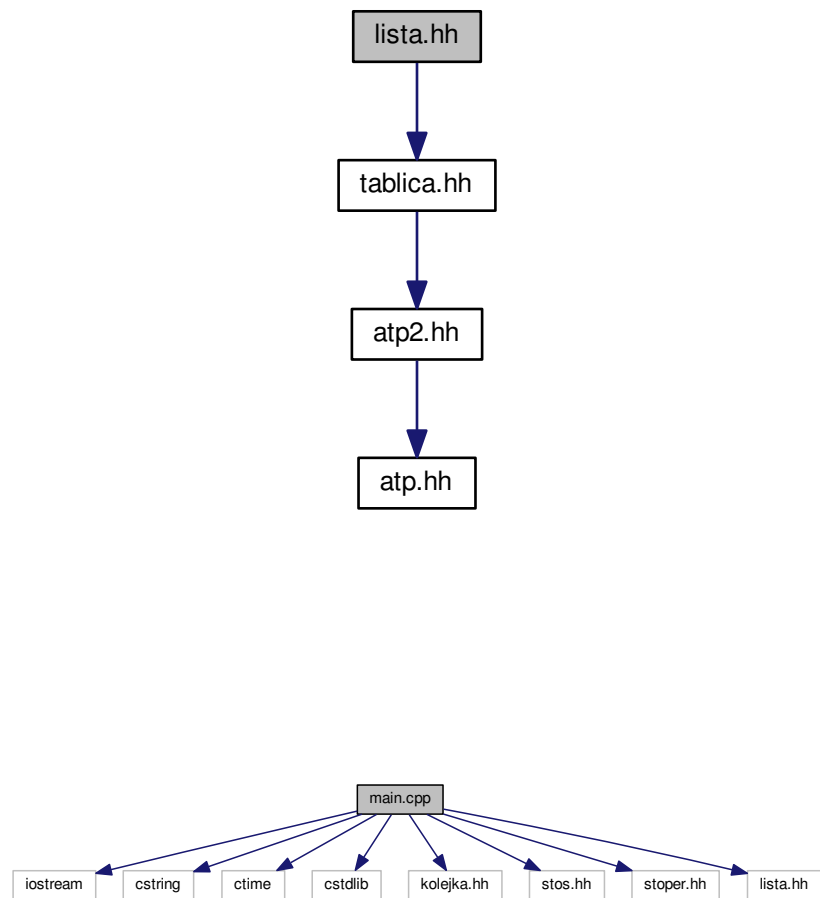 lista.hh
tablica.hh
atp2.hh
atp.hh
main.cpp
iostream cstring ctime cstdlib kolejka.hh stos.hh stoper.hh lista.hh